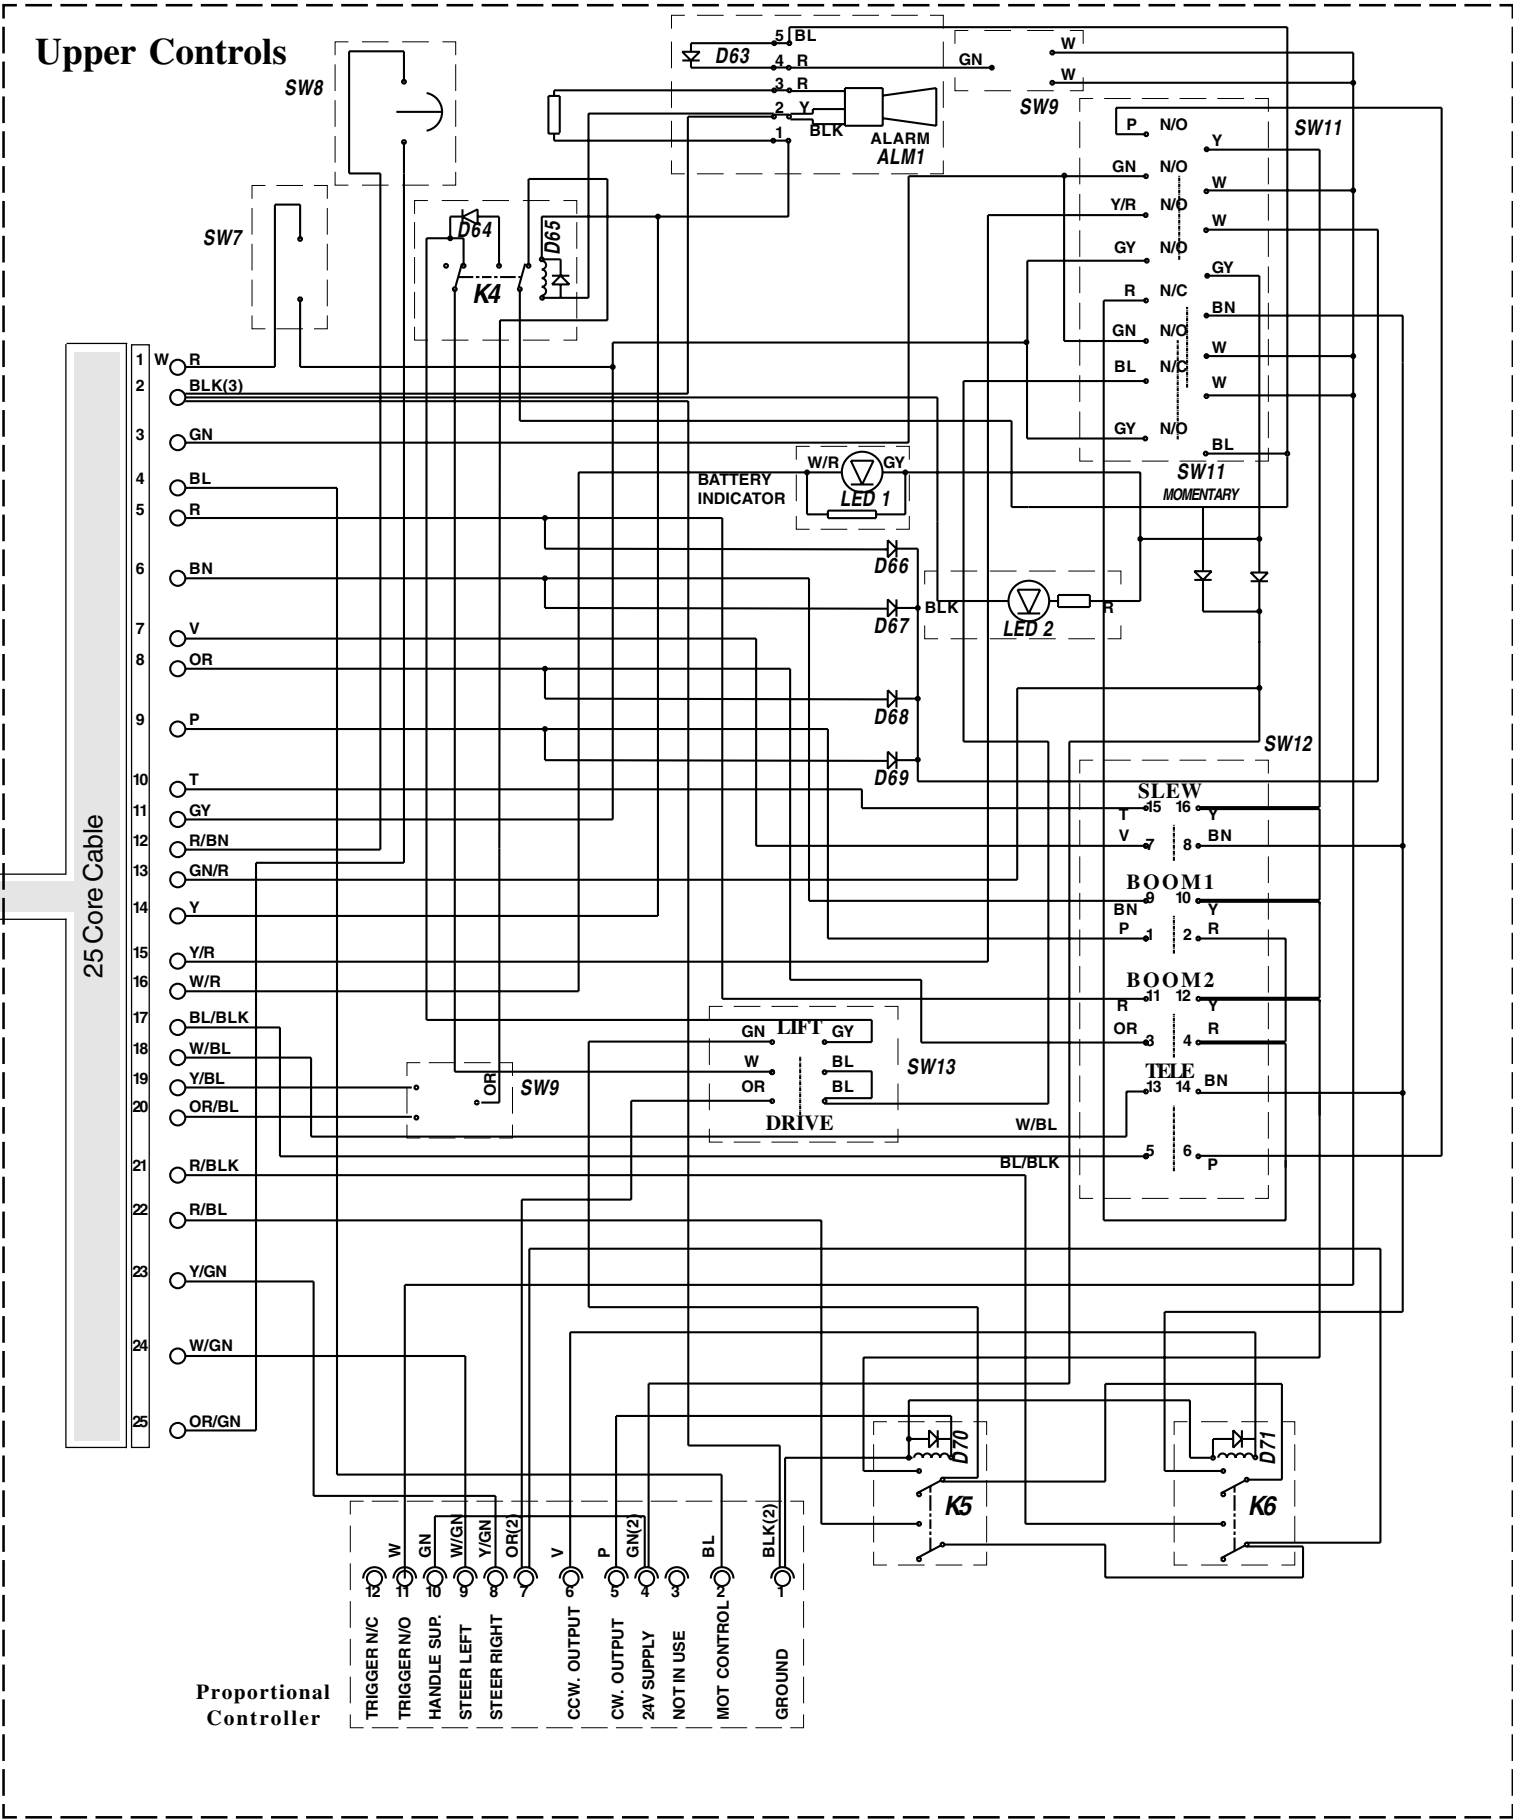 Upper Controls
SW8
D63
5 BL
4 R
3 R
2 Y
BLK
1
ALARM
ALM1
GN
W
W
SW9
SW11
P N/O
Y
GN N/O
W
Y/R N/O
W
GY N/O
GY
R N/C
BN
GN N/O
W
BL N/C
W
GY N/O
BL
SW11
MOMENTARY
SW7
D64
D65
K4
25 Core Cable
1 W R
2 BLK(3)
3 GN
4 BL
5 R
6 BN
7 V
8 OR
9 P
10 T
11 GY
12 R/BN
13 GN/R
14 Y
15 Y/R
16 W/R
17 BL/BLK
18 W/BL
19 Y/BL
20 OR/BL
21 R/BLK
22 R/BL
23 Y/GN
24 W/GN
25 OR/GN
BATTERY
INDICATOR
W/R GY
LED 1
D66
D67
D68
D69
BLK
R
LED 2
SW12
SLEW
15 16
T Y
V 7 8 BN
BOOM1
9 10
BN Y
P 1 2 R
BOOM2
11 12
R Y
OR 3 4 R
TELE
13 14 BN
W/BL
5 6
BL/BLK P
GN LIFT GY
W BL
OR BL
DRIVE
SW13
OR
SW9
D70
K5
D71
K6
W
GN
W/GN
Y/GN
OR(2)
V
P
GN(2)
BL
BLK(2)
12 11 10 9 8 7 6 5 4 3 2 1
TRIGGER N/C
TRIGGER N/O
HANDLE SUP.
STEER LEFT
STEER RIGHT
CCW. OUTPUT
CW. OUTPUT
24V SUPPLY
NOT IN USE
MOT CONTROL
GROUND
Proportional
Controller